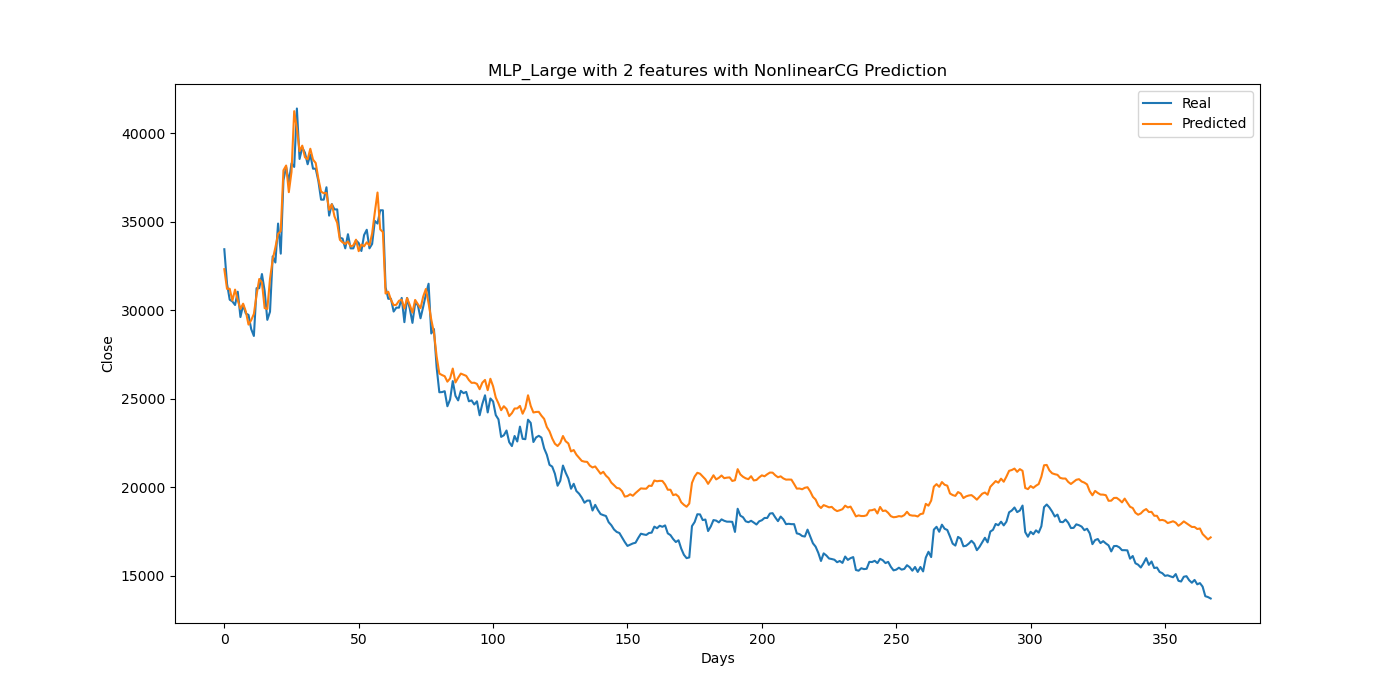 MLP_Large with 2 features with NonlinearCG Prediction
Real
Predicted
Close
40000
35000
30000
25000
20000
15000
0 50 100 150 200 250 300 350
Days